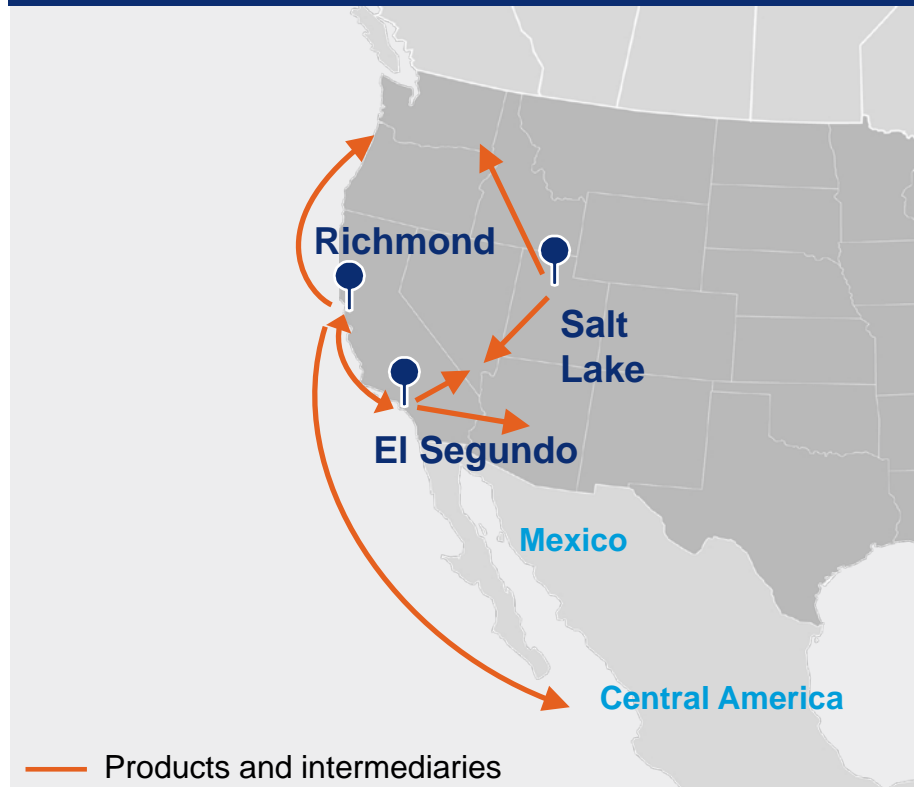 Richmond
Salt
Lake
El Segundo
Mexico
Central America
Products and intermediaries